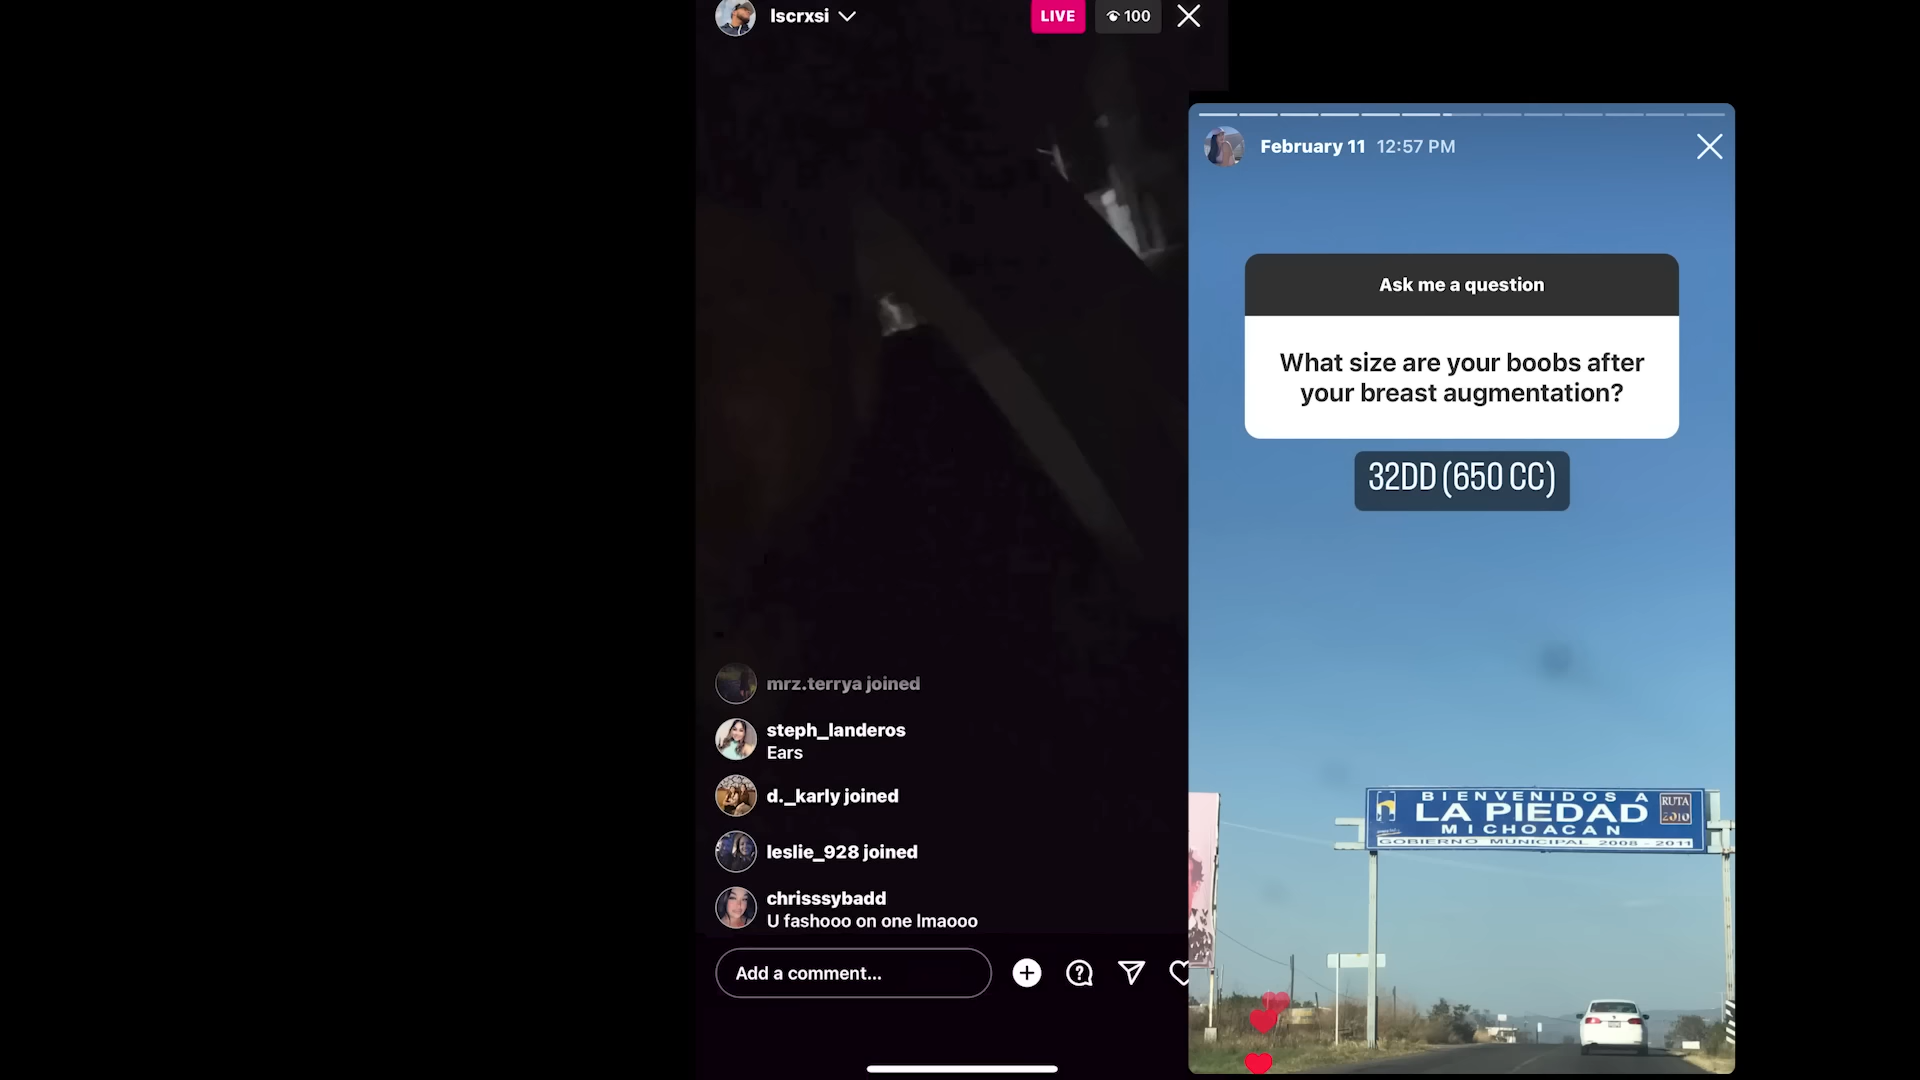 lscrxsi
LIVE
100
mrz.terrya joined
steph_landeros
Ears
d._karly joined
leslie_928 joined
chrisssybadd
U fashooo on one lmaooo
Add a comment...
February 11 12:57 PM
Ask me a question
What size are your boobs after
your breast augmentation?
32DD (650 CC)
BIENVENIDOS A
LA PIEDAD
MICHOACAN
GOBIERNO MUNICIPAL 2008 - 2011
RUTA
2010